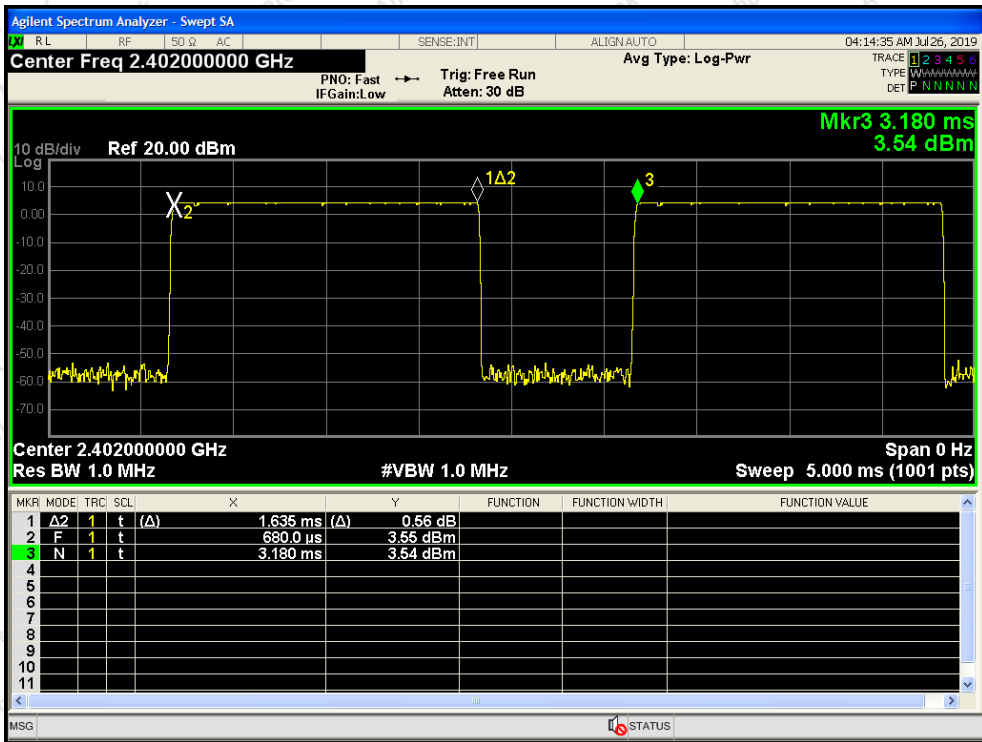 Agilent Spectrum Analyzer - Swept SA
LXI RL RF 50 Ω AC SENSE:INT ALIGN AUTO 04:14:35 AM Jul 26, 2019
Center Freq 2.402000000 GHz Avg Type: Log-Pwr TRACE 1 2 3 4 5 6
PNO: Fast Trig: Free Run TYPE WWWWWW
IFGain:Low Atten: 30 dB DET P N N N N N
Mkr3 3.180 ms
10 dB/div Ref 20.00 dBm 3.54 dBm
Log
10.0
0.00
-10.0
-20.0
-30.0
-40.0
-50.0
-60.0
-70.0
2
1Δ2
3
Center 2.402000000 GHz Span 0 Hz
Res BW 1.0 MHz #VBW 1.0 MHz Sweep 5.000 ms (1001 pts)
MKR MODE TRC SCL X Y FUNCTION FUNCTION WIDTH FUNCTION VALUE
1 Δ2 1 t (Δ) 1.635 ms (Δ) 0.56 dB
2 F 1 t 680.0 µs 3.55 dBm
3 N 1 t 3.180 ms 3.54 dBm
4
5
6
7
8
9
10
11
MSG STATUS